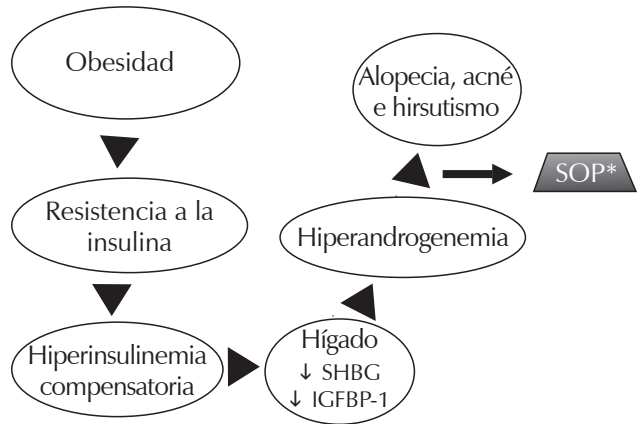 Obesidad
Resistencia a la
insulina
Hiperinsulinemia
compensatoria
Hígado
↓ SHBG
↓ IGFBP-1
Hiperandrogenemia
Alopecia, acné
e hirsutismo
SOP*